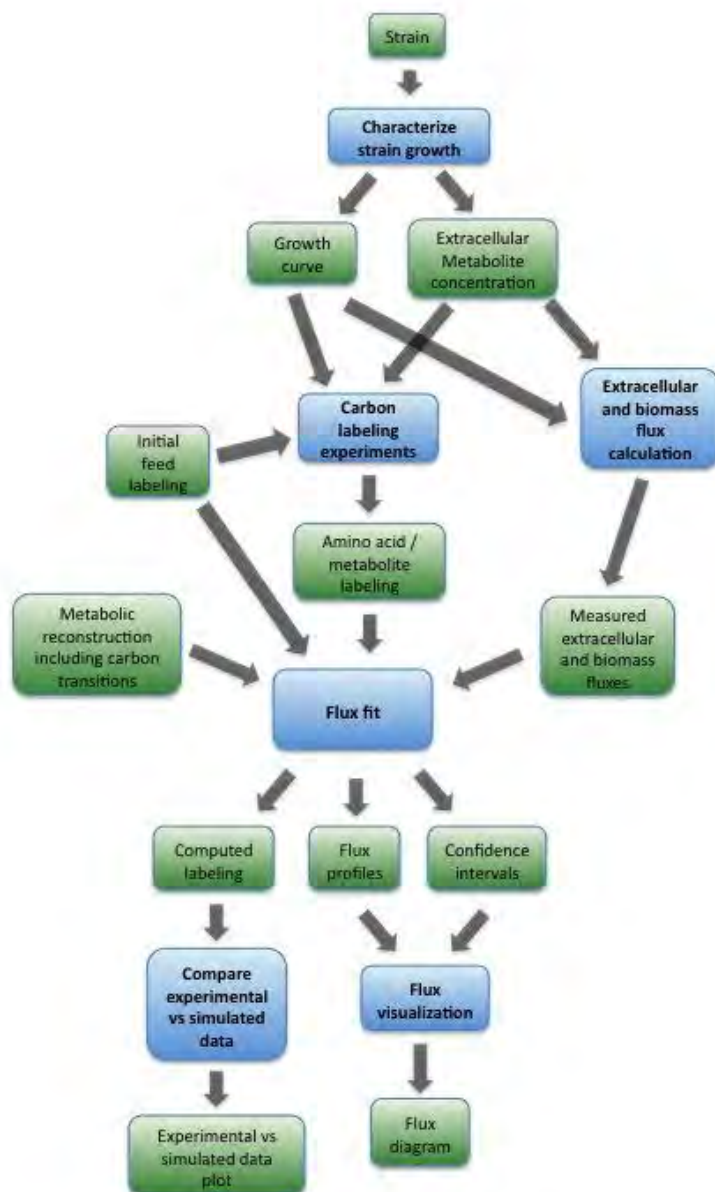 Strain
Characterize
strain growth
Growth
curve
Extracellular
Metabolite
concentration
Carbon
labeling
experiments
Extracellular
and biomass
flux
calculation
Initial
feed
labeling
Amino acid /
metabolite
labeling
Metabolic
reconstruction
including carbon
transitions
Measured
extracellular
and biomass
fluxes
Flux fit
Computed
labeling
Flux
profiles
Confidence
intervals
Compare
experimental
vs simulated
data
Flux
visualization
Experimental vs
simulated data
plot
Flux
diagram